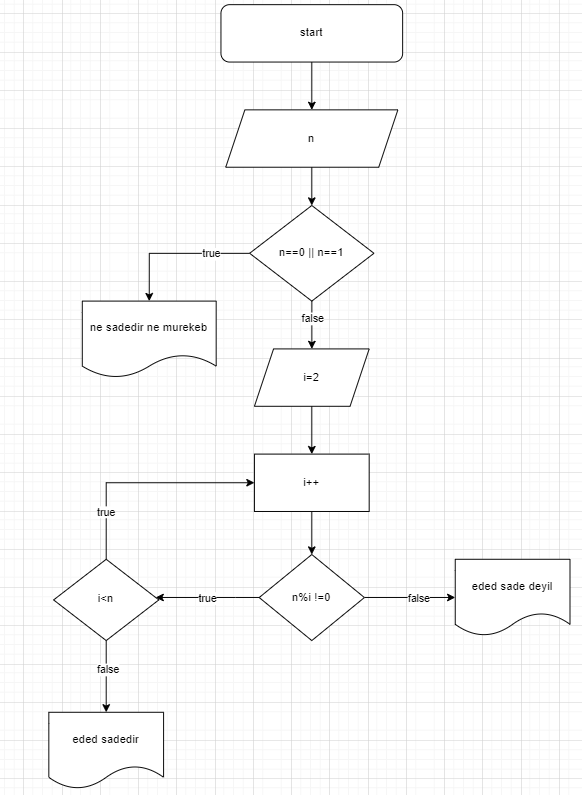 start
n
n==0 || n==1
true
ne sadedir ne murekeb
false
i=2
i++
true
i<n
true
n%i !=0
false
eded sade deyil
false
eded sadedir